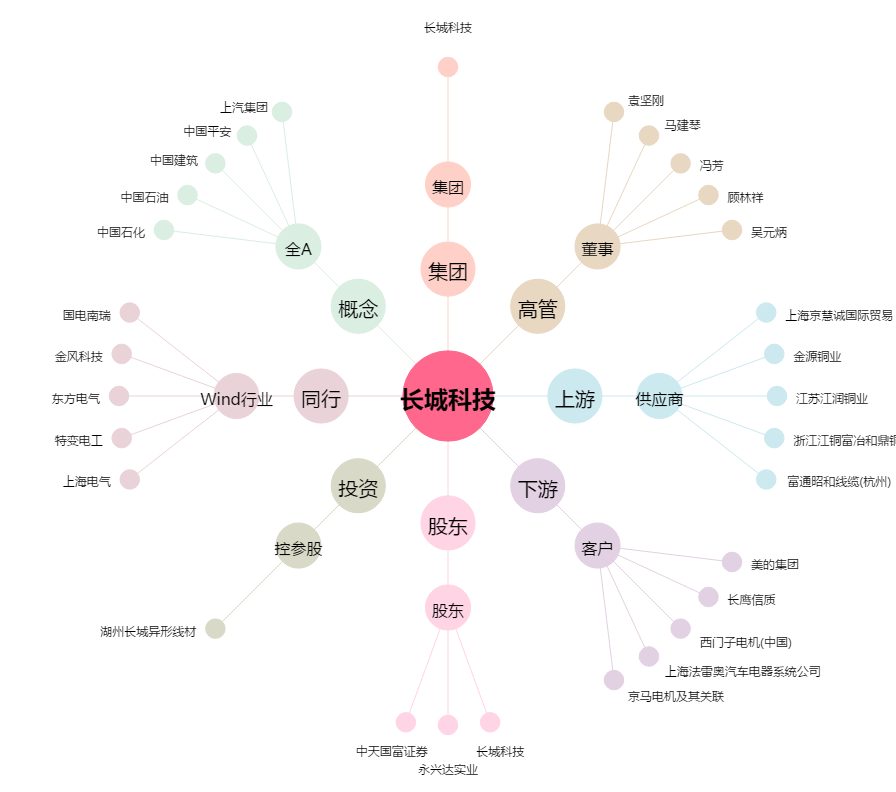 长城科技
集团
集团
上汽集团
中国平安
中国建筑
中国石油
中国石化
全A
概念
袁坚刚
马建琴
冯芳
顾林祥
吴元炳
董事
高管
国电南瑞
金风科技
东方电气
特变电工
上海电气
Wind行业
同行
长城科技
上游
供应商
上海京慧诚国际贸易
金源铜业
江苏江润铜业
浙江江铜富冶和鼎铜
富通昭和线缆(杭州)
投资
控参股
湖州长城异形线材
下游
客户
美的集团
长鹰信质
西门子电机(中国)
上海法雷奥汽车电器系统公司
京马电机及其关联
股东
股东
中天国富证券
永兴达实业
长城科技